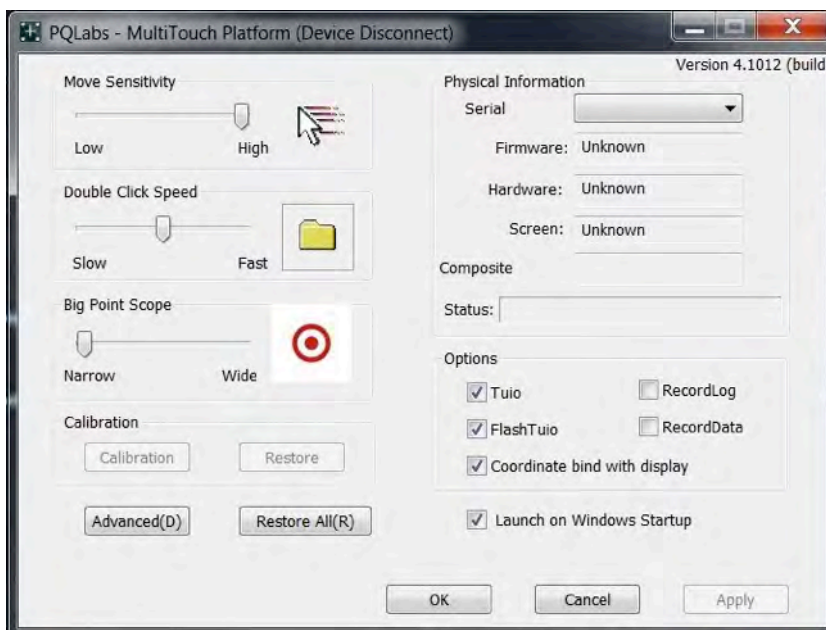 PQLabs - MultiTouch Platform (Device Disconnect)
Version 4.1012 (build
Move Sensitivity
Low High
Double Click Speed
Slow Fast
Big Point Scope
Narrow Wide
Calibration
Calibration Restore
Advanced(D) Restore All(R)
Physical Information
Serial
Firmware: Unknown
Hardware: Unknown
Screen: Unknown
Composite
Status:
Options
Tuio RecordLog
FlashTuio RecordData
Coordinate bind with display
Launch on Windows Startup
OK Cancel Apply